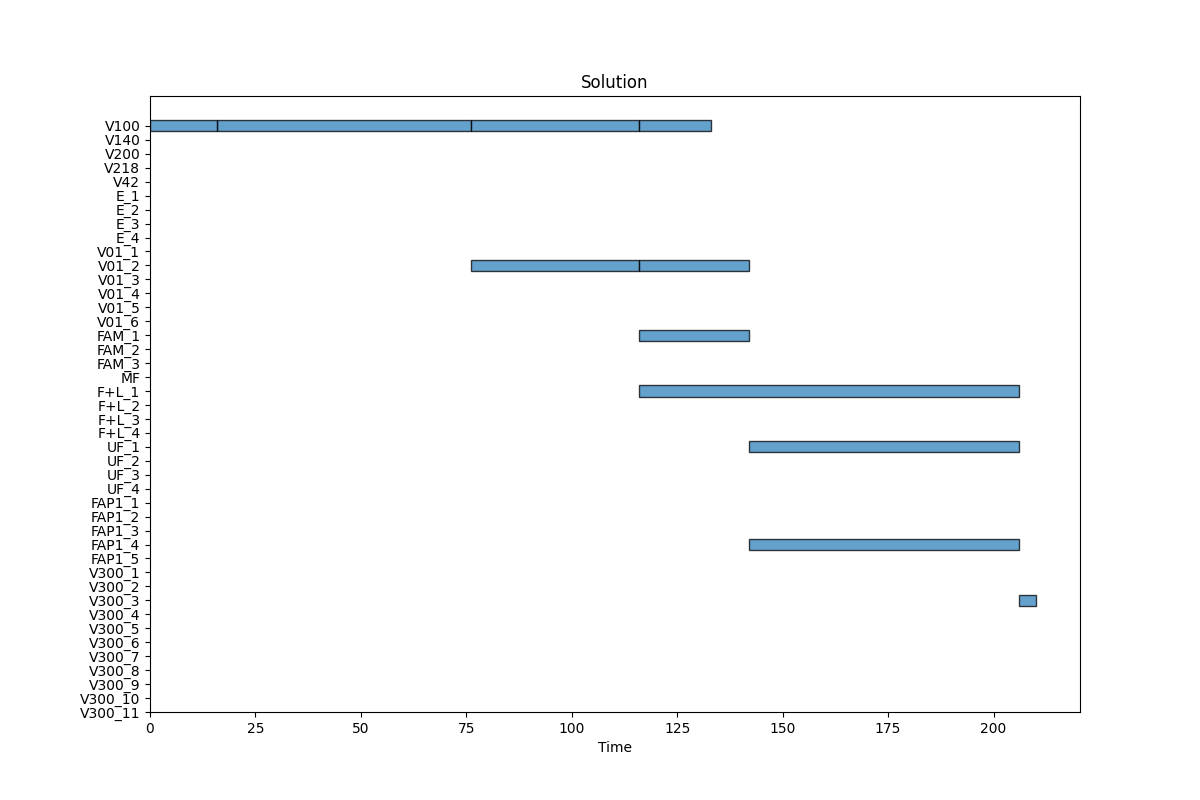 Solution
V100
V140
V200
V218
V42
E_1
E_2
E_3
E_4
V01_1
V01_2
V01_3
V01_4
V01_5
V01_6
FAM_1
FAM_2
FAM_3
MF
F+L_1
F+L_2
F+L_3
F+L_4
UF_1
UF_2
UF_3
UF_4
FAP1_1
FAP1_2
FAP1_3
FAP1_4
FAP1_5
V300_1
V300_2
V300_3
V300_4
V300_5
V300_6
V300_7
V300_8
V300_9
V300_10
V300_11
0 25 50 75 100 125 150 175 200
Time